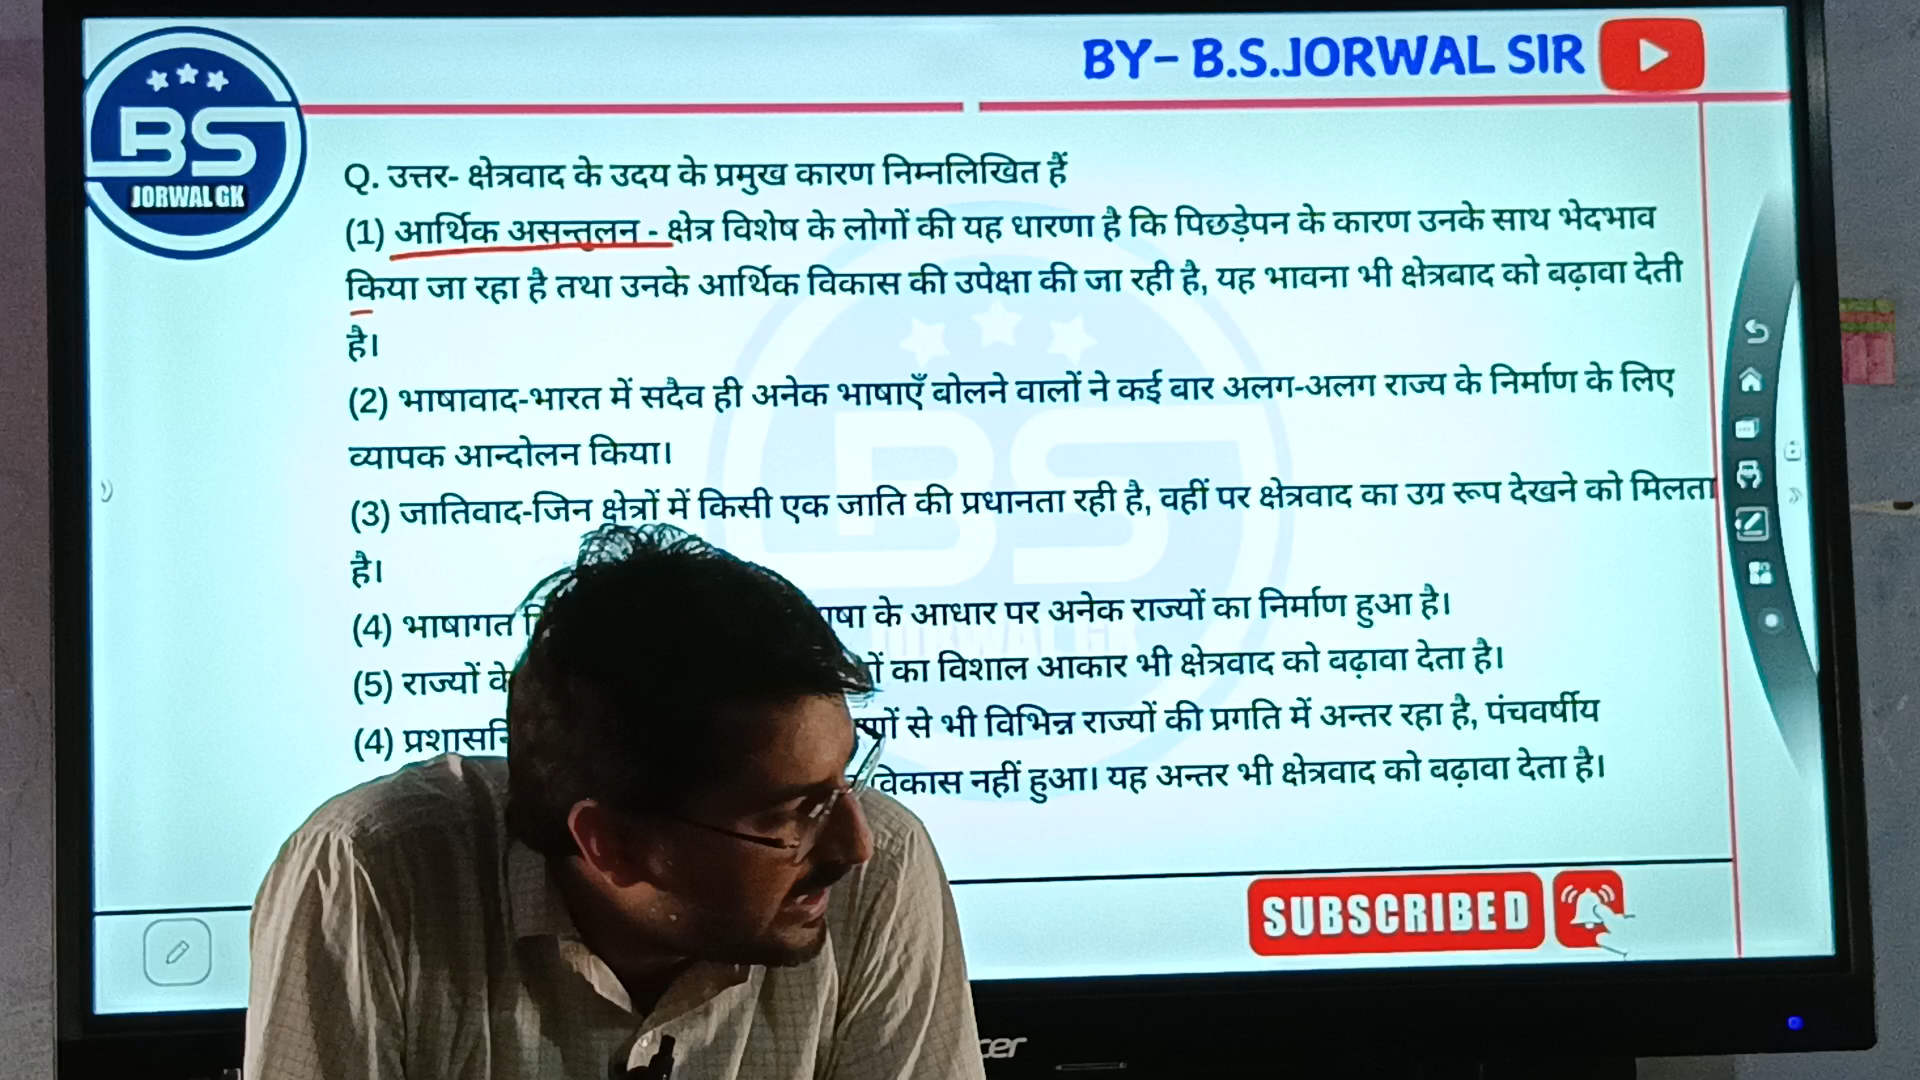 BY- B.S.JORWAL SIR
BS
JORWAL GK
Q. उत्तर- क्षेत्रवाद के उदय के प्रमुख कारण निम्नलिखित हैं
(1) आर्थिक असन्तुलन - क्षेत्र विशेष के लोगों की यह धारणा है कि पिछड़ेपन के कारण उनके साथ भेदभाव
किया जा रहा है तथा उनके आर्थिक विकास की उपेक्षा की जा रही है, यह भावना भी क्षेत्रवाद को बढ़ावा देती
है।
(2) भाषावाद-भारत में सदैव ही अनेक भाषाएँ बोलने वालों ने कई बार अलग-अलग राज्य के निर्माण के लिए
व्यापक आन्दोलन किया।
(3) जातिवाद-जिन क्षेत्रों में किसी एक जाति की प्रधानता रही है, वहीं पर क्षेत्रवाद का उग्र रूप देखने को मिलता
है।
(4) भाषागत के आधार पर अनेक राज्यों का निर्माण हुआ है।
(5) राज्यों के का विशाल आकार भी क्षेत्रवाद को बढ़ावा देता है।
(4) से भी विभिन्न राज्यों की प्रगति में अन्तर रहा है, पंचवर्षीय
विकास नहीं हुआ। यह अन्तर भी क्षेत्रवाद को बढ़ावा देता है।
SUBSCRIBED